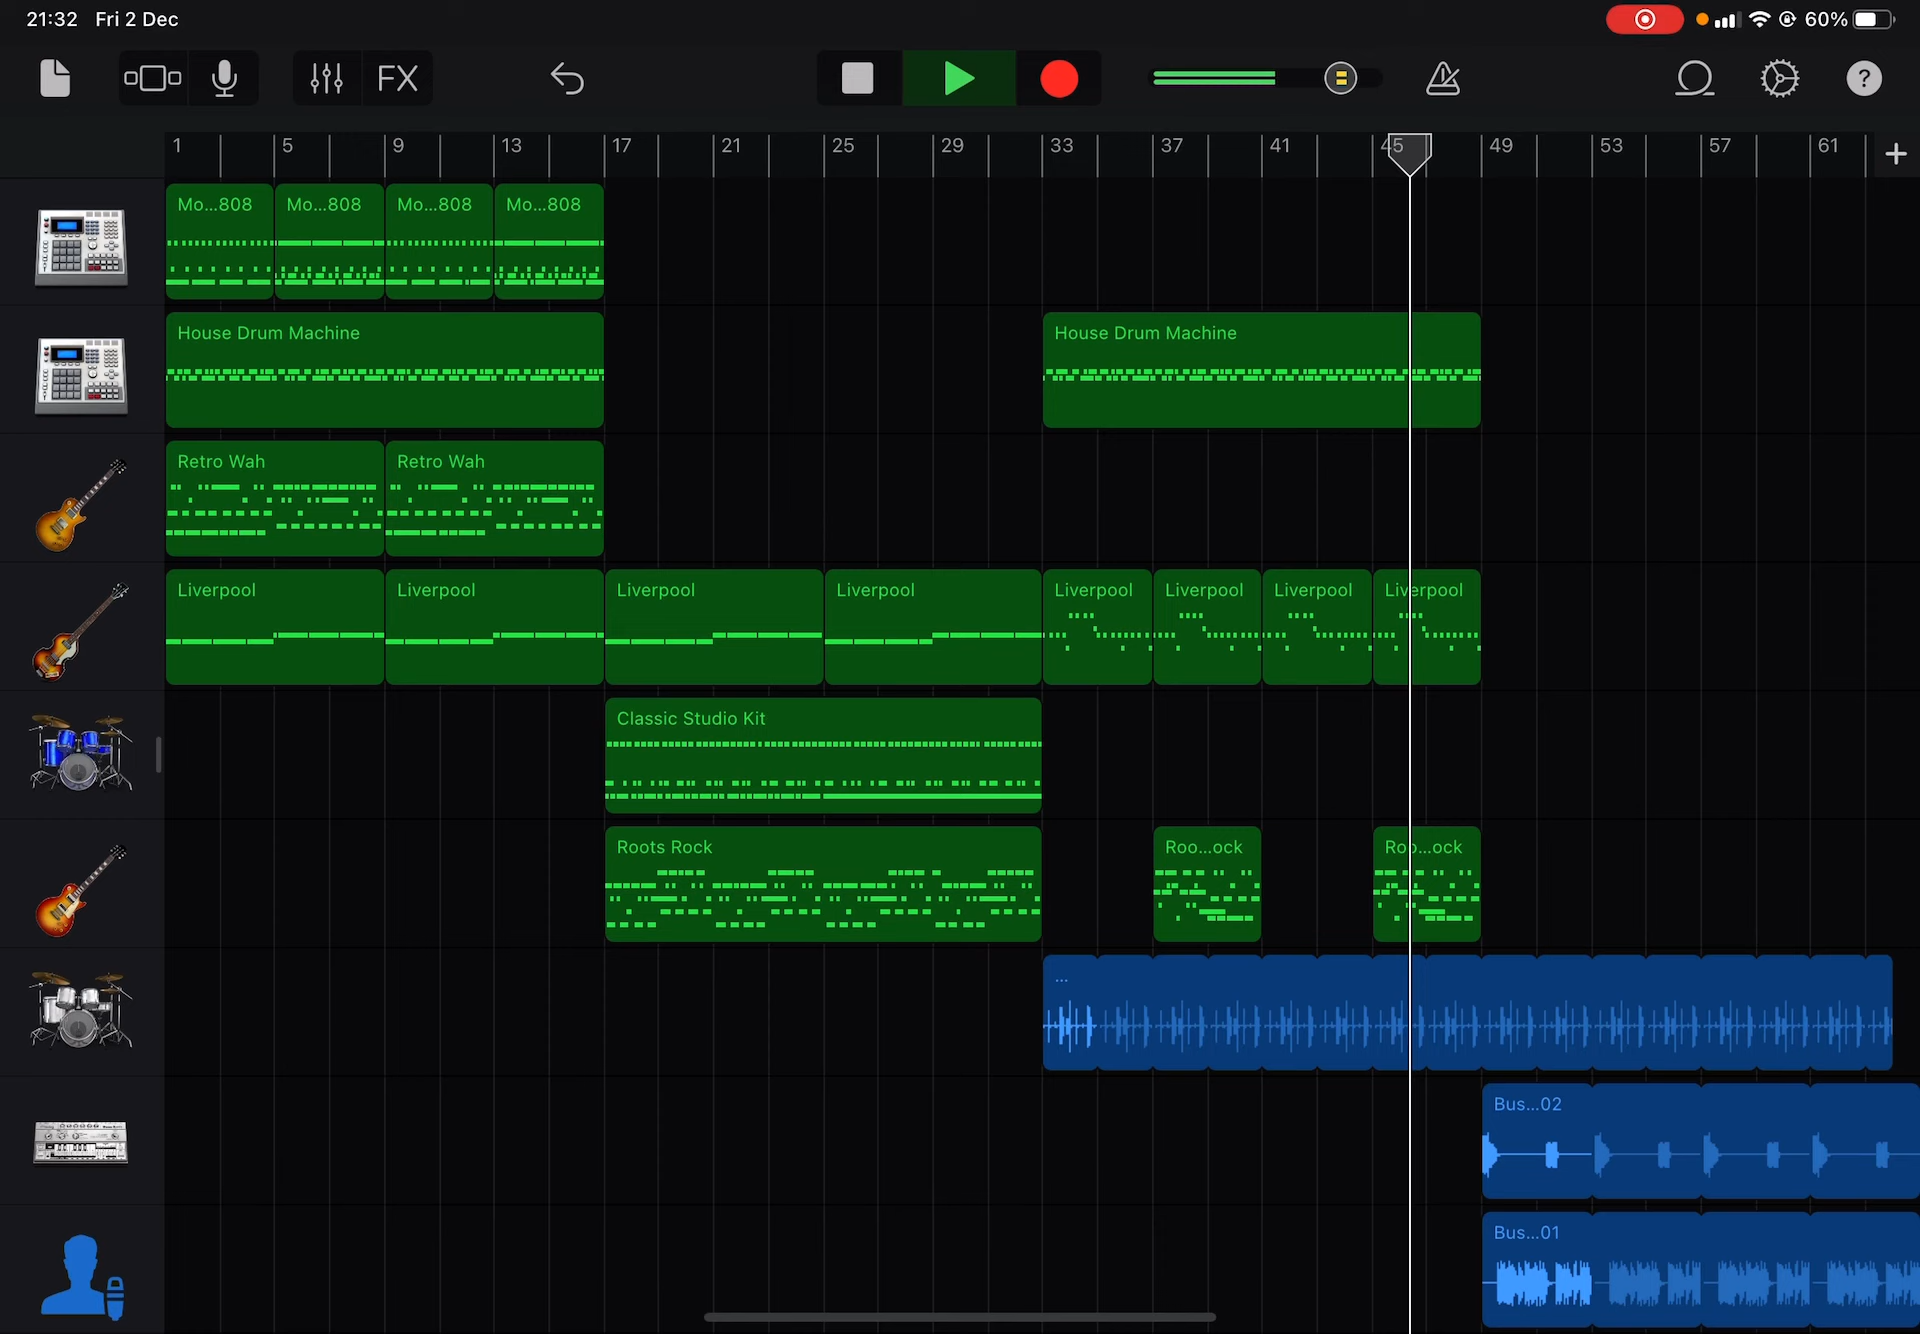 21:32 Fri 2 Dec 60%
FX ?
1 5 9 13 17 21 25 29 33 37 41 45 49 53 57 61 +
Mo...808 Mo...808 Mo...808 Mo...808
House Drum Machine House Drum Machine
Retro Wah Retro Wah
Liverpool Liverpool Liverpool Liverpool Liverpool Liverpool Liverpool Liverpool
Classic Studio Kit
Roots Rock Roo...ock Roo...ock
...
Bus...02
Bus...01